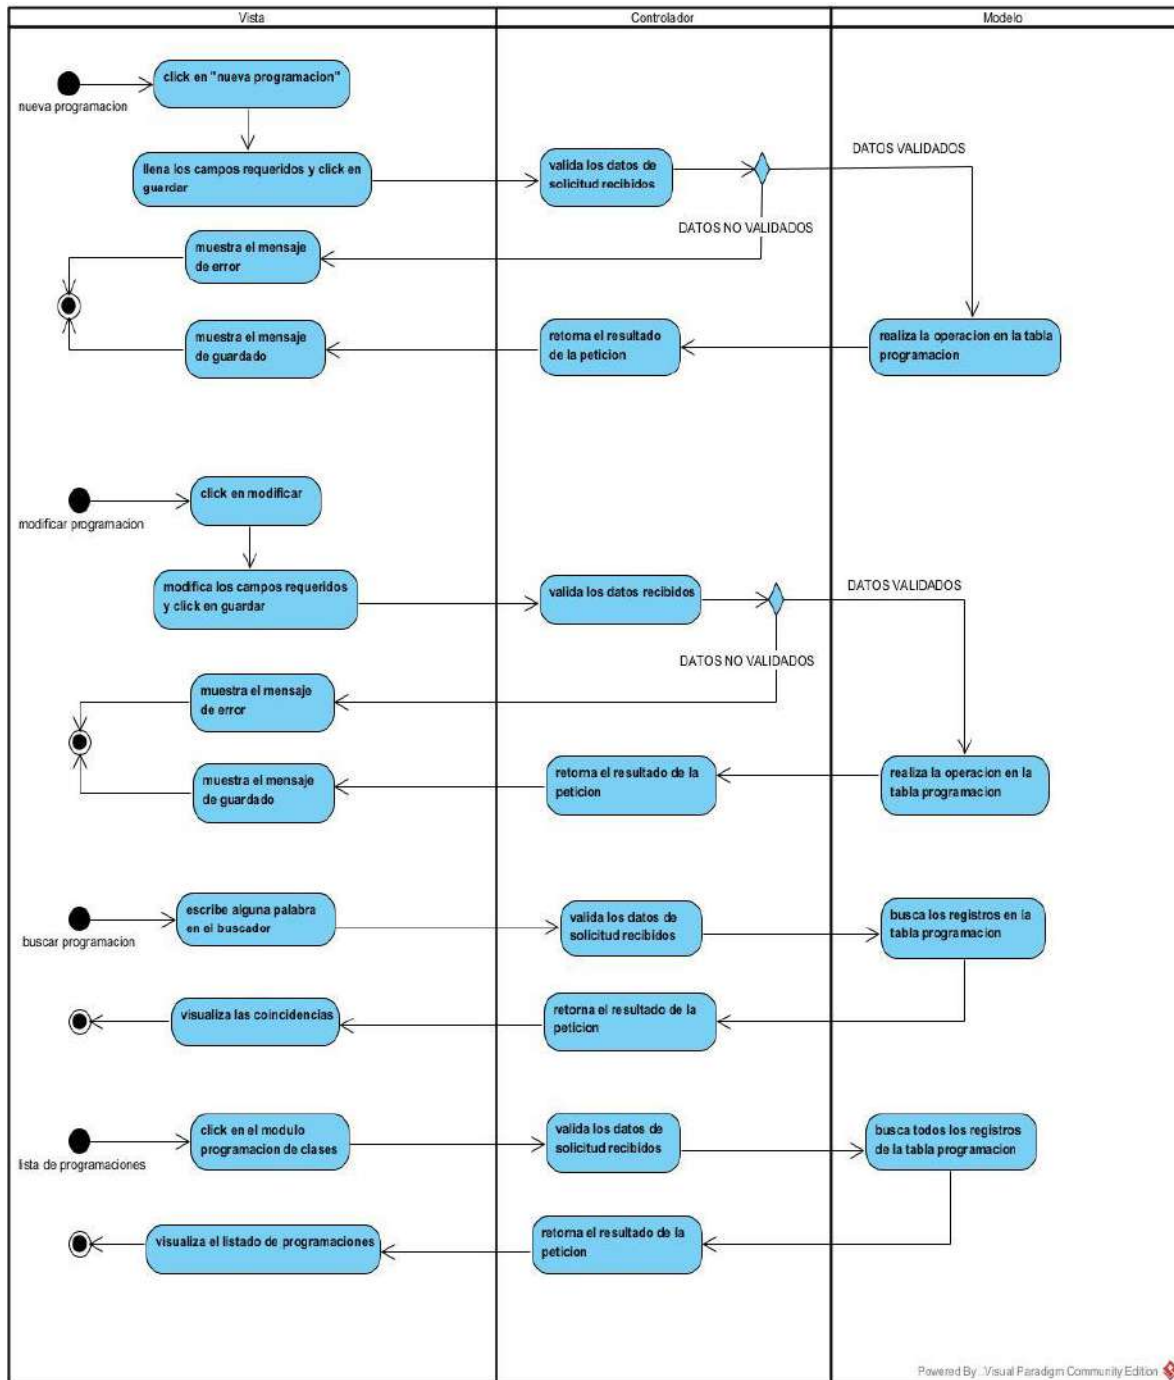 Vista
Controlador
Modelo
click en "nueva programacion"
nueva programacion
llena los campos requeridos y click en
guardar
valida los datos de
solicitud recibidos
DATOS VALIDADOS
DATOS NO VALIDADOS
muestra el mensaje
de error
muestra el mensaje
de guardado
retorna el resultado
de la peticion
realiza la operacion en la tabla
programacion
click en modificar
modificar programacion
modifica los campos requeridos
y click en guardar
valida los datos recibidos
DATOS VALIDADOS
DATOS NO VALIDADOS
muestra el mensaje
de error
muestra el mensaje
de guardado
retorna el resultado de la
peticion
realiza la operacion en la
tabla programacion
escribe alguna palabra
en el buscador
buscar programacion
valida los datos de
solicitud recibidos
busca los registros en la
tabla programacion
visualiza las coincidencias
retorna el resultado de la
peticion
click en el modulo
programacion de clases
lista de programaciones
valida los datos de
solicitud recibidos
busca todos los registros
de la tabla programacion
visualiza el listado de programaciones
retorna el resultado de la
peticion
Powered By Visual Paradigm Community Edition